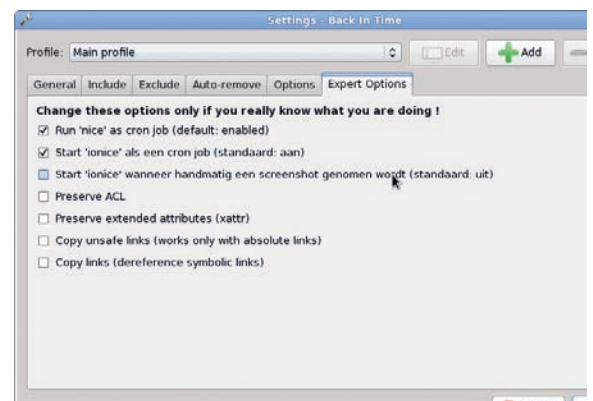 Settings - Back In Time
Profile: Main profile Edit Add
General Include Exclude Auto-remove Options Expert Options
Change these options only if you really know what you are doing !
Run 'nice' as cron job (default: enabled)
Start 'ionice' als een cron job (standaard: aan)
Start 'ionice' wanneer handmatig een screenshot genomen wordt (standaard: uit)
Preserve ACL
Preserve extended attributes (xattr)
Copy unsafe links (works only with absolute links)
Copy links (dereference symbolic links)